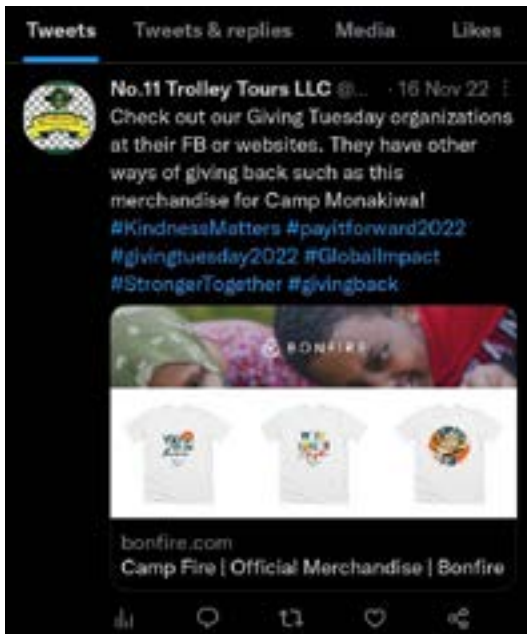 Tweets Tweets & replies Media Likes
No.11 Trolley Tours LLC @... · 16 Nov 22
Check out our Giving Tuesday organizations
at their FB or websites. They have other
ways of giving back such as this
merchandise for Camp Monakiwa!
#KindnessMatters #payitforward2022
#givingtuesday2022 #GlobalImpact
#StrongerTogether #givingback
BONFIRE
bonfire.com
Camp Fire | Official Merchandise | Bonfire